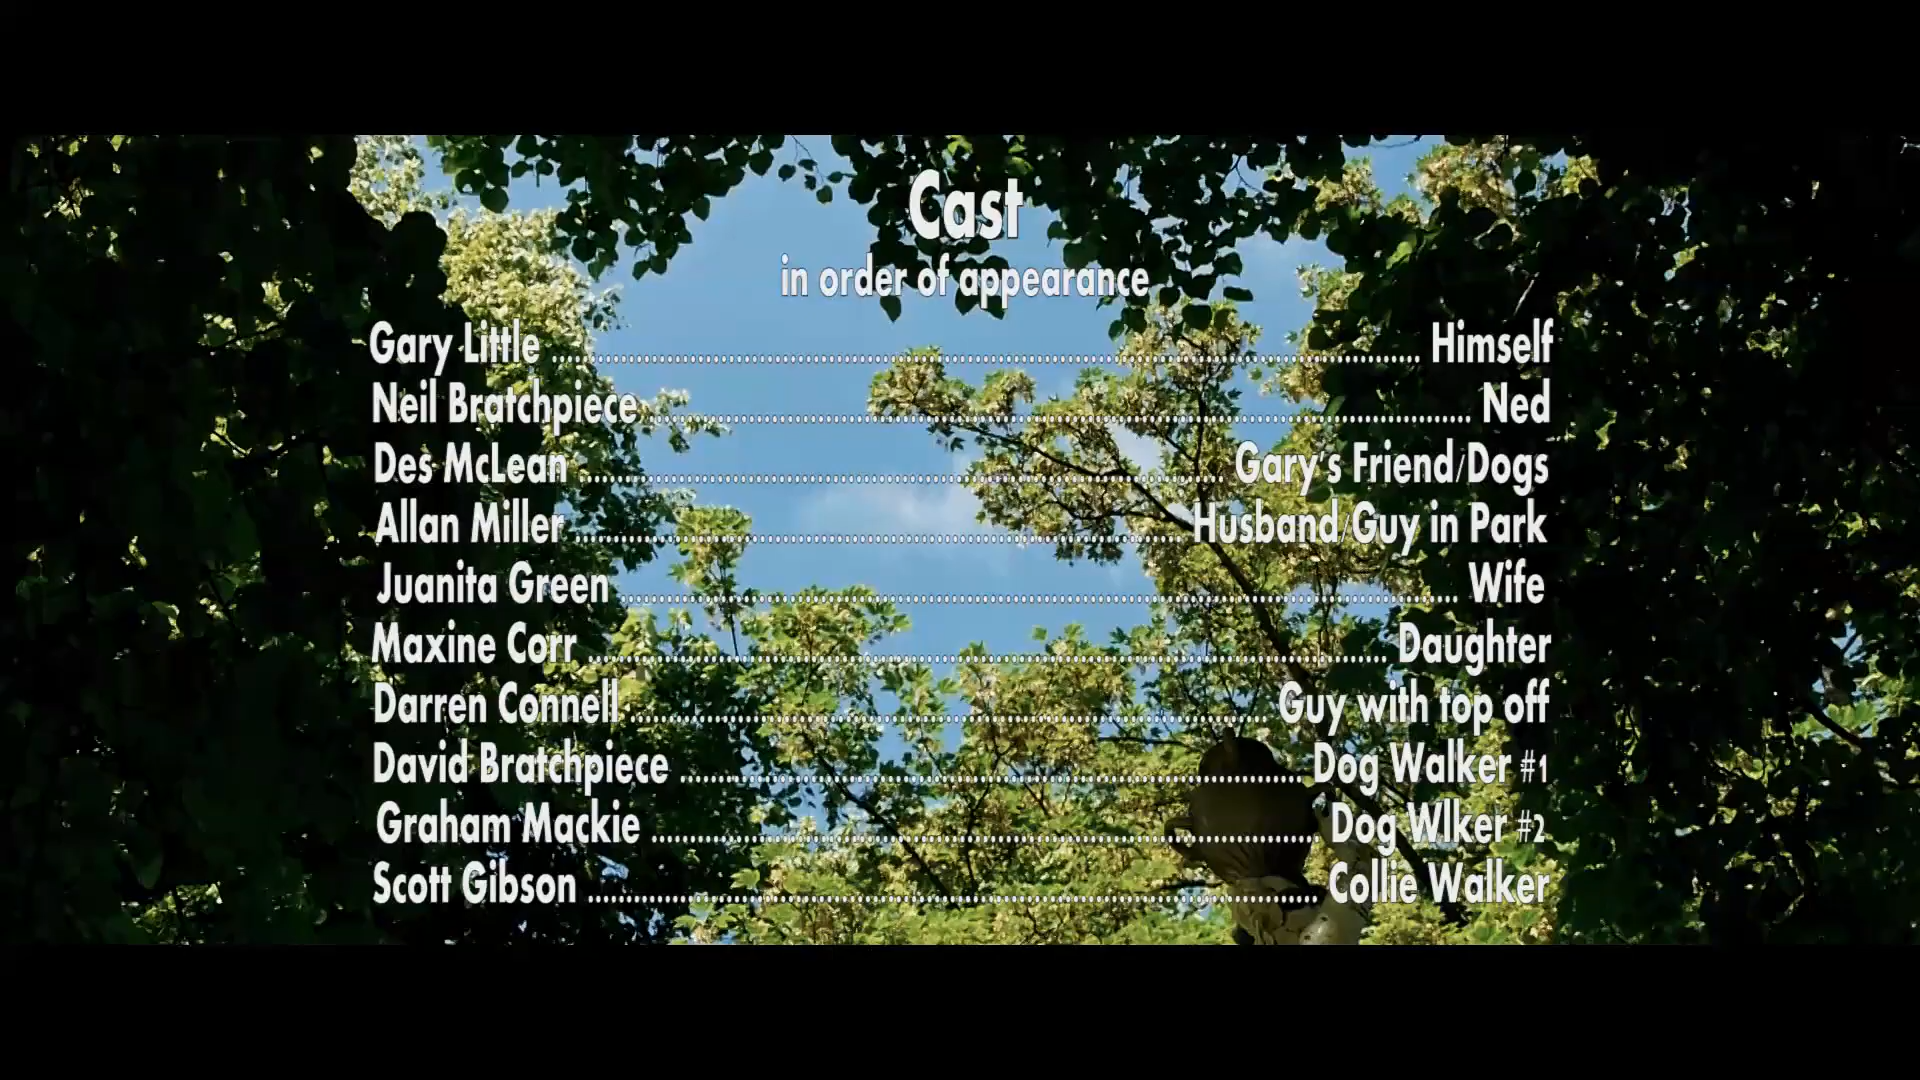 Cast
in order of appearance
Gary Little ........ Himself
Neil Bratchpiece ........ Ned
Des McLean ........ Gary's Friend/Dogs
Allan Miller ........ Husband/Guy in Park
Juanita Green ........ Wife
Maxine Corr ........ Daughter
Darren Connell ........ Guy with top off
David Bratchpiece ........ Dog Walker #1
Graham Mackie ........ Dog Wlker #2
Scott Gibson ........ Collie Walker